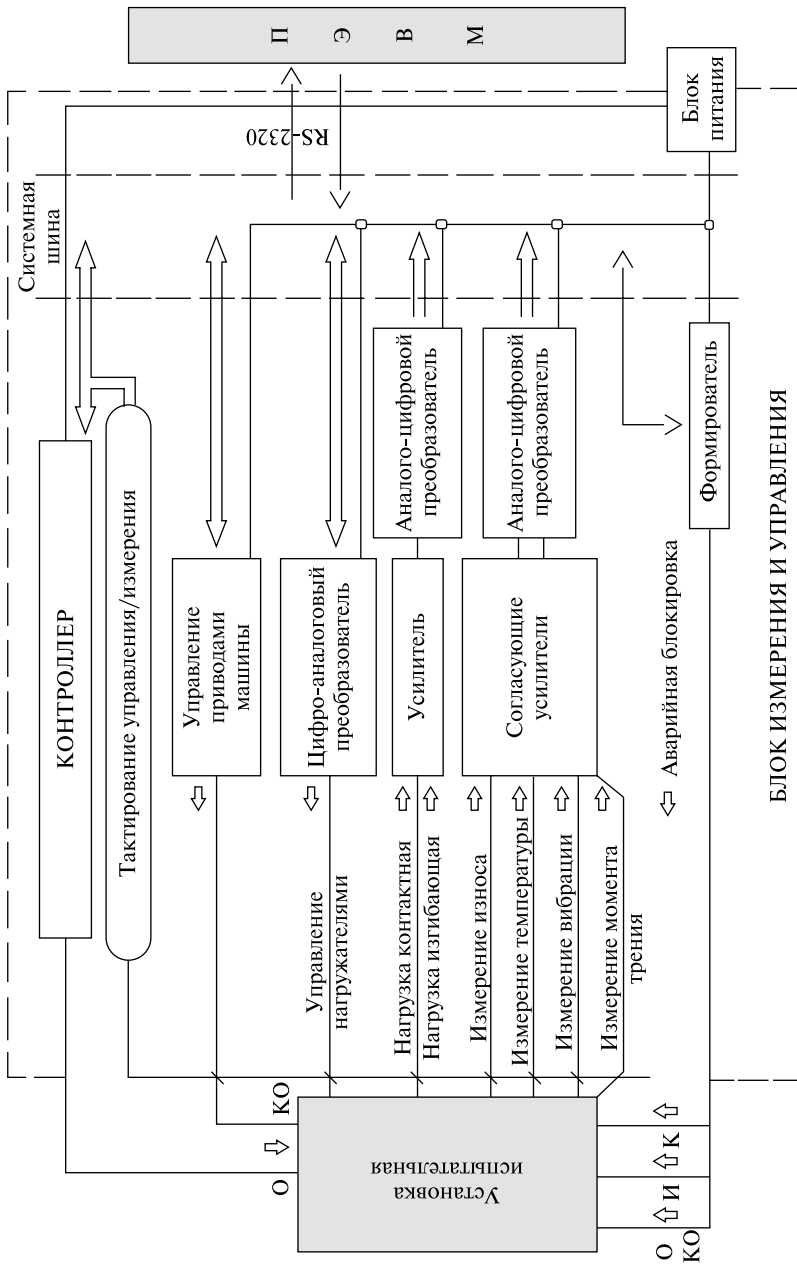 П Э В М
RS-2320
Блок
питания
Системная
шина
КОНТРОЛЛЕР
Тактирование управления/измерения
Управление
приводами
машины
Цифро-аналоговый
преобразователь
Усилитель
Аналого-цифровой
преобразователь
Согласующие
усилители
Аналого-цифровой
преобразователь
Формирователь
Аварийная блокировка
Управление
нагружателями
Нагрузка контактная
Нагрузка изгибающая
Измерение износа
Измерение температуры
Измерение вибрации
Измерение момента
трения
Установка
испытательная
О
КО
О
КО
И
К
БЛОК ИЗМЕРЕНИЯ И УПРАВЛЕНИЯ